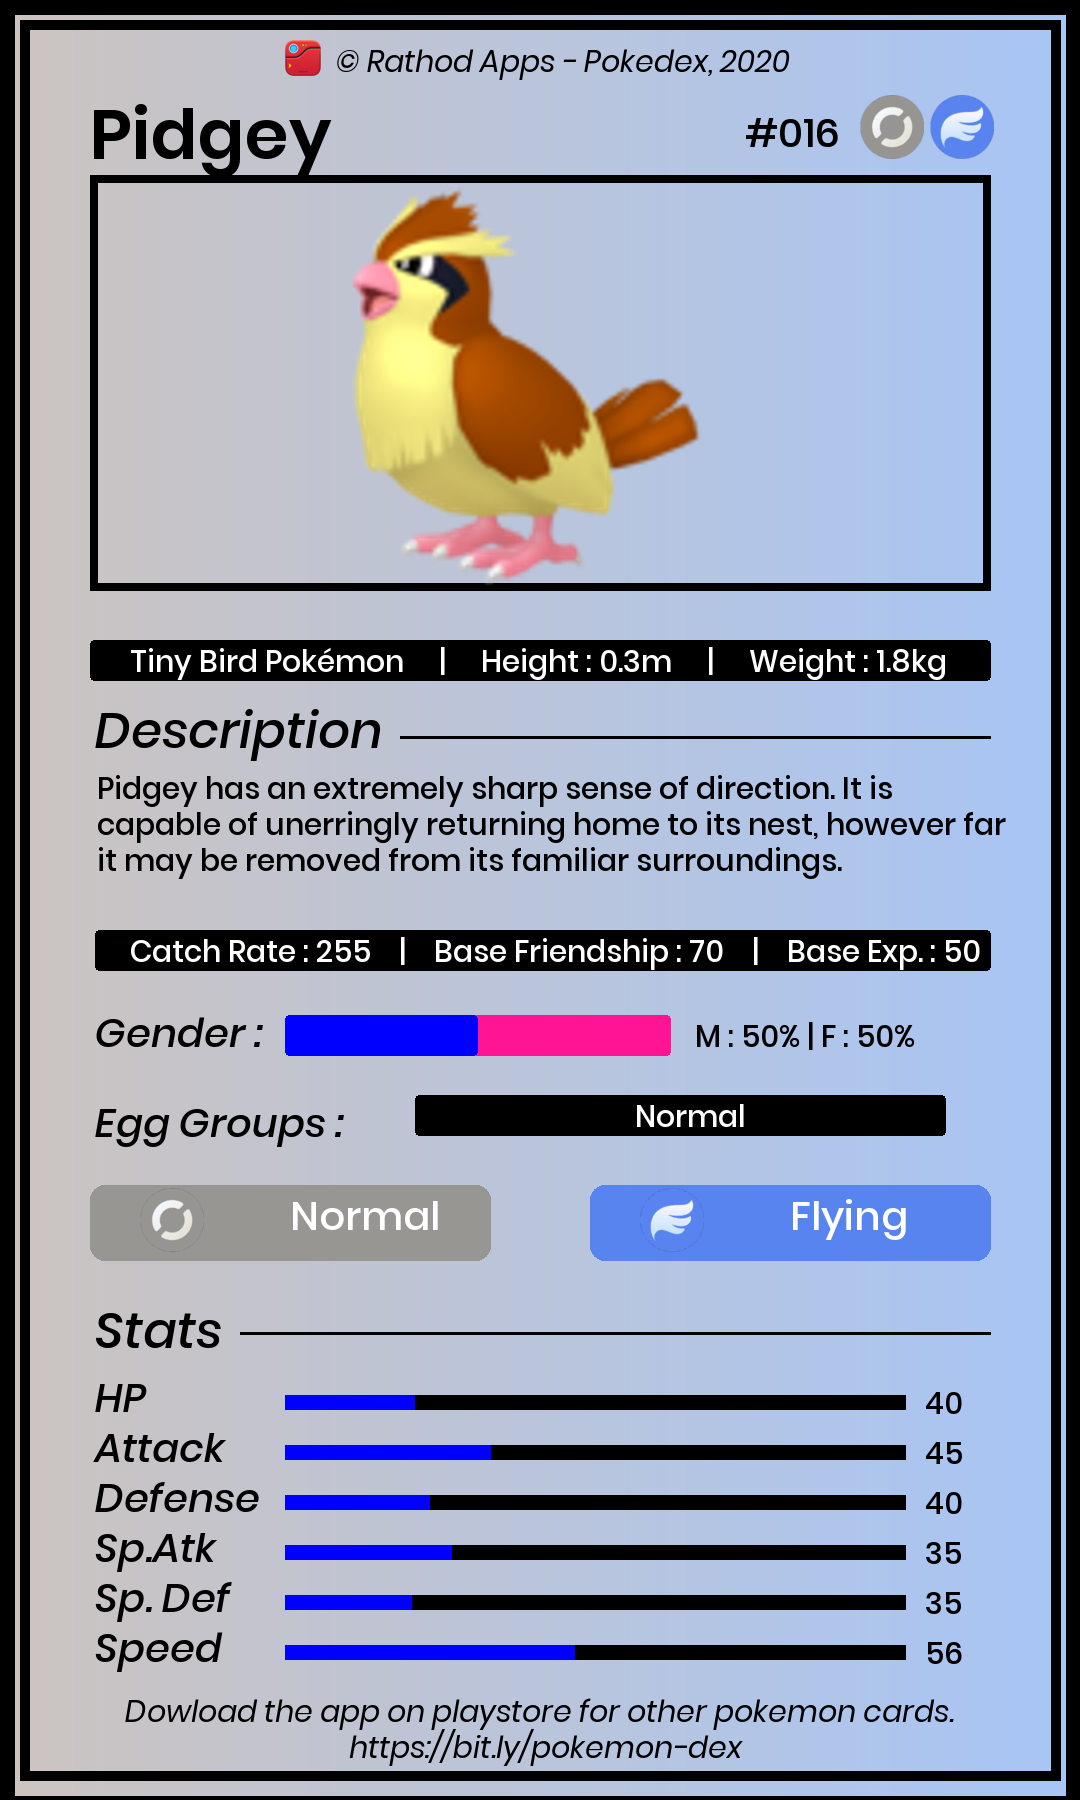 © Rathod Apps - Pokedex, 2020
Pidgey #016
Tiny Bird Pokémon | Height : 0.3m | Weight : 1.8kg
Description
Pidgey has an extremely sharp sense of direction. It is
capable of unerringly returning home to its nest, however far
it may be removed from its familiar surroundings.
Catch Rate : 255 | Base Friendship : 70 | Base Exp. : 50
Gender : M : 50% | F : 50%
Egg Groups : Normal
Normal Flying
Stats
HP 40
Attack 45
Defense 40
Sp.Atk 35
Sp. Def 35
Speed 56
Dowload the app on playstore for other pokemon cards.
https://bit.ly/pokemon-dex